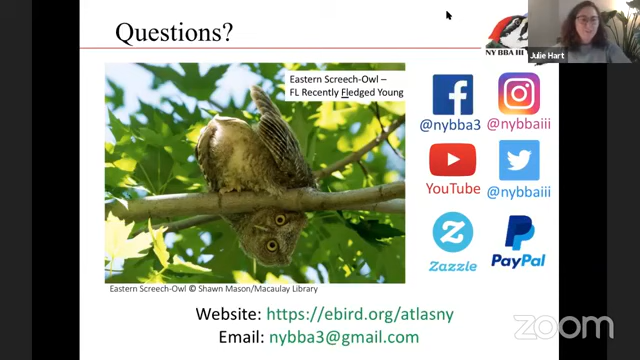 Questions?
NY BBA III
Julie Hart
Eastern Screech-Owl –
FL Recently Fledged Young
@nybba3
@nybbaiii
YouTube
@nybbaiii
Zazzle
PayPal
Eastern Screech-Owl © Shawn Mason/Macaulay Library
Website: https://ebird.org/atlasny
Email: nybba3@gmail.com
zoom